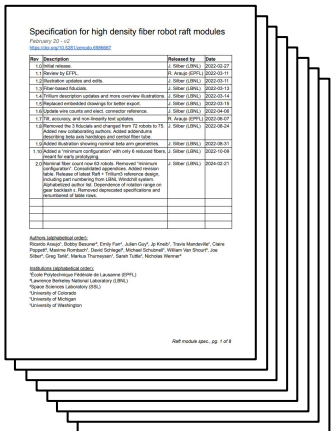 Specification for high density fiber robot raft modules
February 20 - v2
https://doi.org/10.5281/zenodo.6986667
Rev Description Released by Date
1.0 Initial release. J. Silber (LBNL) 2022-02-27
1.1 Review by EPFL. R. Araujo (EPFL) 2022-03-11
1.2 Illustration updates and edits. J. Silber (LBNL) 2022-03-11
1.3 Fiber-based fiducials. J. Silber (LBNL) 2022-03-13
1.4 Trillium description updates and more overview illustrations. J. Silber (LBNL) 2022-03-14
1.5 Replaced embedded drawings for better export. J. Silber (LBNL) 2022-03-15
1.6 Update wire counts and elect. connector reference. J. Silber (LBNL) 2022-04-06
1.7 Tilt, accuracy, and non-linearity text updates. R. Araujo (EPFL) 2022-06-07
1.8 Removed the 3 fiducials and changed from 72 robots to 75. J. Silber (LBNL) 2022-08-24
Added new collaborating authors. Added addendums
describing beta axis hardstops and central fiber tube.
1.9 Added illustration showing nominal beta arm geometries. J. Silber (LBNL) 2022-08-31
1.10 Added a "minimum configuration" with only 6 reduced fibers, J. Silber (LBNL) 2022-10-09
meant for early prototyping.
2.0 Nominal fiber count now 63 robots. Removed "minimum J. Silber (LBNL) 2024-02-21
configuration". Consolidated appendices. Added revision
table. Release of latest Raft + Trillium3 reference design,
including part numbering from LBNL Windchill system.
Alphabetized author list. Dependence of rotation range on
gear backlash s. Removed deprecated specifications and
renumbered table rows.
Authors (alphabetical order):
Ricardo Araujo¹, Bobby Besuner², Emily Farr³, Julien Guy², Jp Kneib¹, Travis Mandeville⁶, Claire
Poppett³, Maxime Rombach¹, David Schlegel², Michael Schubnell⁵, William Van Shourt³, Joe
Silber², Greg Tarlé⁵, Markus Thurneysen¹, Sarah Tuttle⁶, Nicholas Wenner³
Institutions (alphabetical order):
¹École Polytechnique Fédérale de Lausanne (EPFL)
²Lawrence Berkeley National Laboratory (LBNL)
³Space Sciences Laboratory (SSL)
⁴University of Colorado
⁵University of Michigan
⁶University of Washington
Raft module spec., pg. 1 of 8